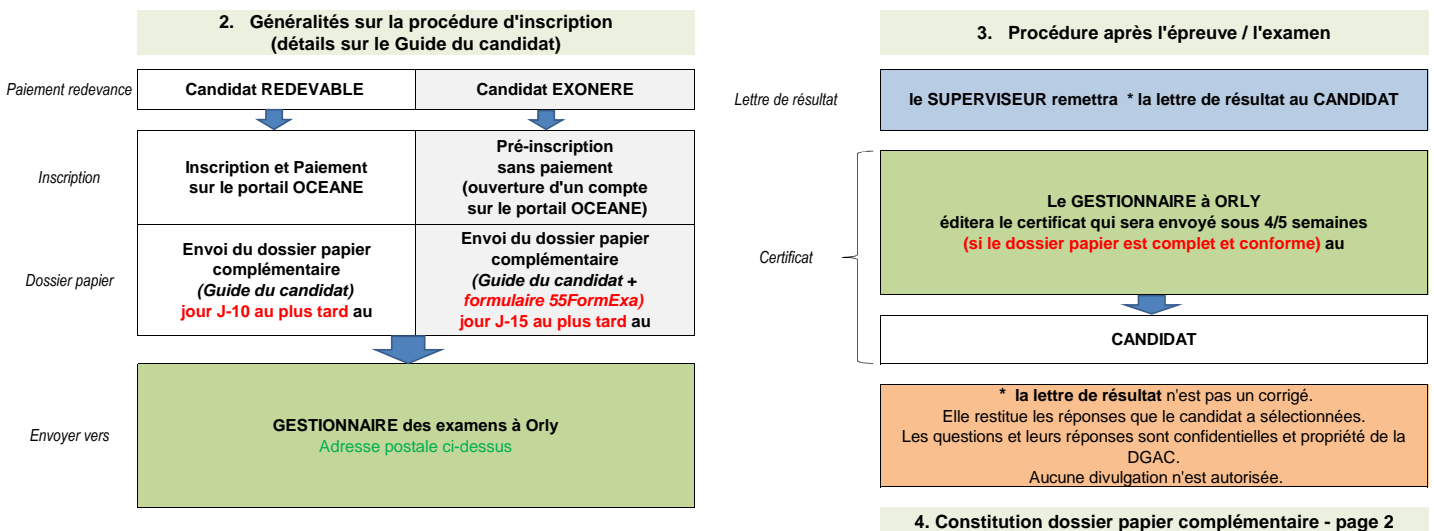 2. Généralités sur la procédure d'inscription
(détails sur le Guide du candidat)
Paiement redevance
Candidat REDEVABLE
Candidat EXONERE
Inscription
Inscription et Paiement
sur le portail OCEANE
Pré-inscription
sans paiement
(ouverture d'un compte
sur le portail OCEANE)
Dossier papier
Envoi du dossier papier
complémentaire
(Guide du candidat)
jour J-10 au plus tard au
Envoi du dossier papier
complémentaire
(Guide du candidat +
formulaire 55FormExa)
jour J-15 au plus tard au
Envoyer vers
GESTIONNAIRE des examens à Orly
Adresse postale ci-dessus
3. Procédure après l'épreuve / l'examen
Lettre de résultat
le SUPERVISEUR remettra * la lettre de résultat au CANDIDAT
Certificat
Le GESTIONNAIRE à ORLY
éditera le certificat qui sera envoyé sous 4/5 semaines
(si le dossier papier est complet et conforme) au
CANDIDAT
* la lettre de résultat n'est pas un corrigé.
Elle restitue les réponses que le candidat a sélectionnées.
Les questions et leurs réponses sont confidentielles et propriété de la
DGAC.
Aucune divulgation n'est autorisée.
4. Constitution dossier papier complémentaire - page 2